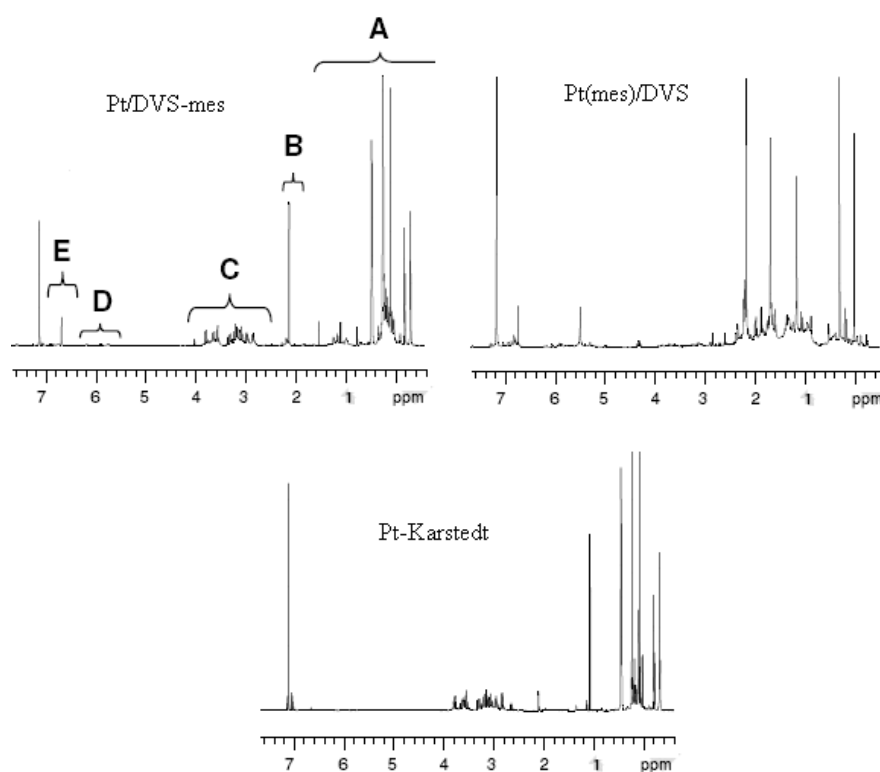 A
Pt/DVS-mes
B
E
D
C
7 6 5 4 3 2 1 ppm
Pt(mes)/DVS
7 6 5 4 3 2 1 ppm
Pt-Karstedt
7 6 5 4 3 2 1 ppm